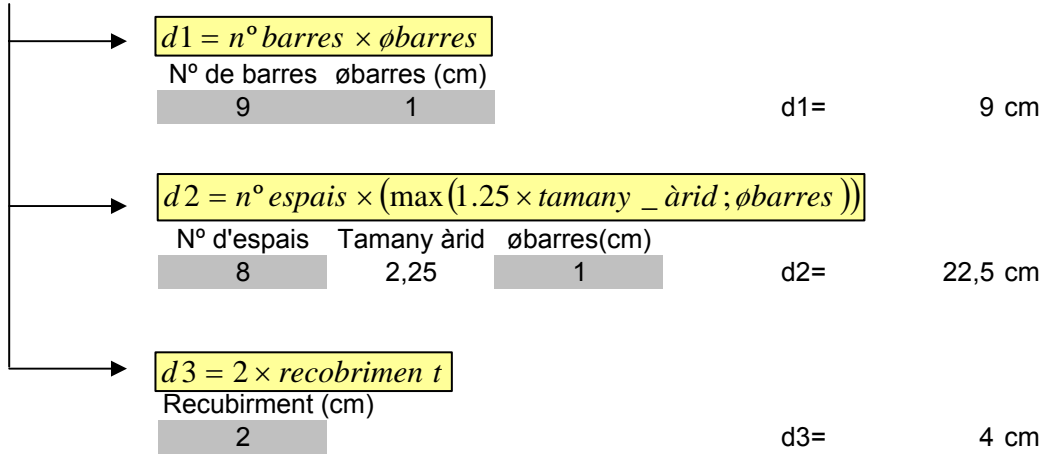 d1 = nº barres × øbarres
Nº de barres øbarres (cm)
9 1 d1= 9 cm
d2 = nº espais × (max(1.25 × tamany _ àrid ; øbarres ))
Nº d'espais Tamany àrid øbarres(cm)
8 2,25 1 d2= 22,5 cm
d3 = 2 × recobrimen t
Recubirment (cm)
2 d3= 4 cm